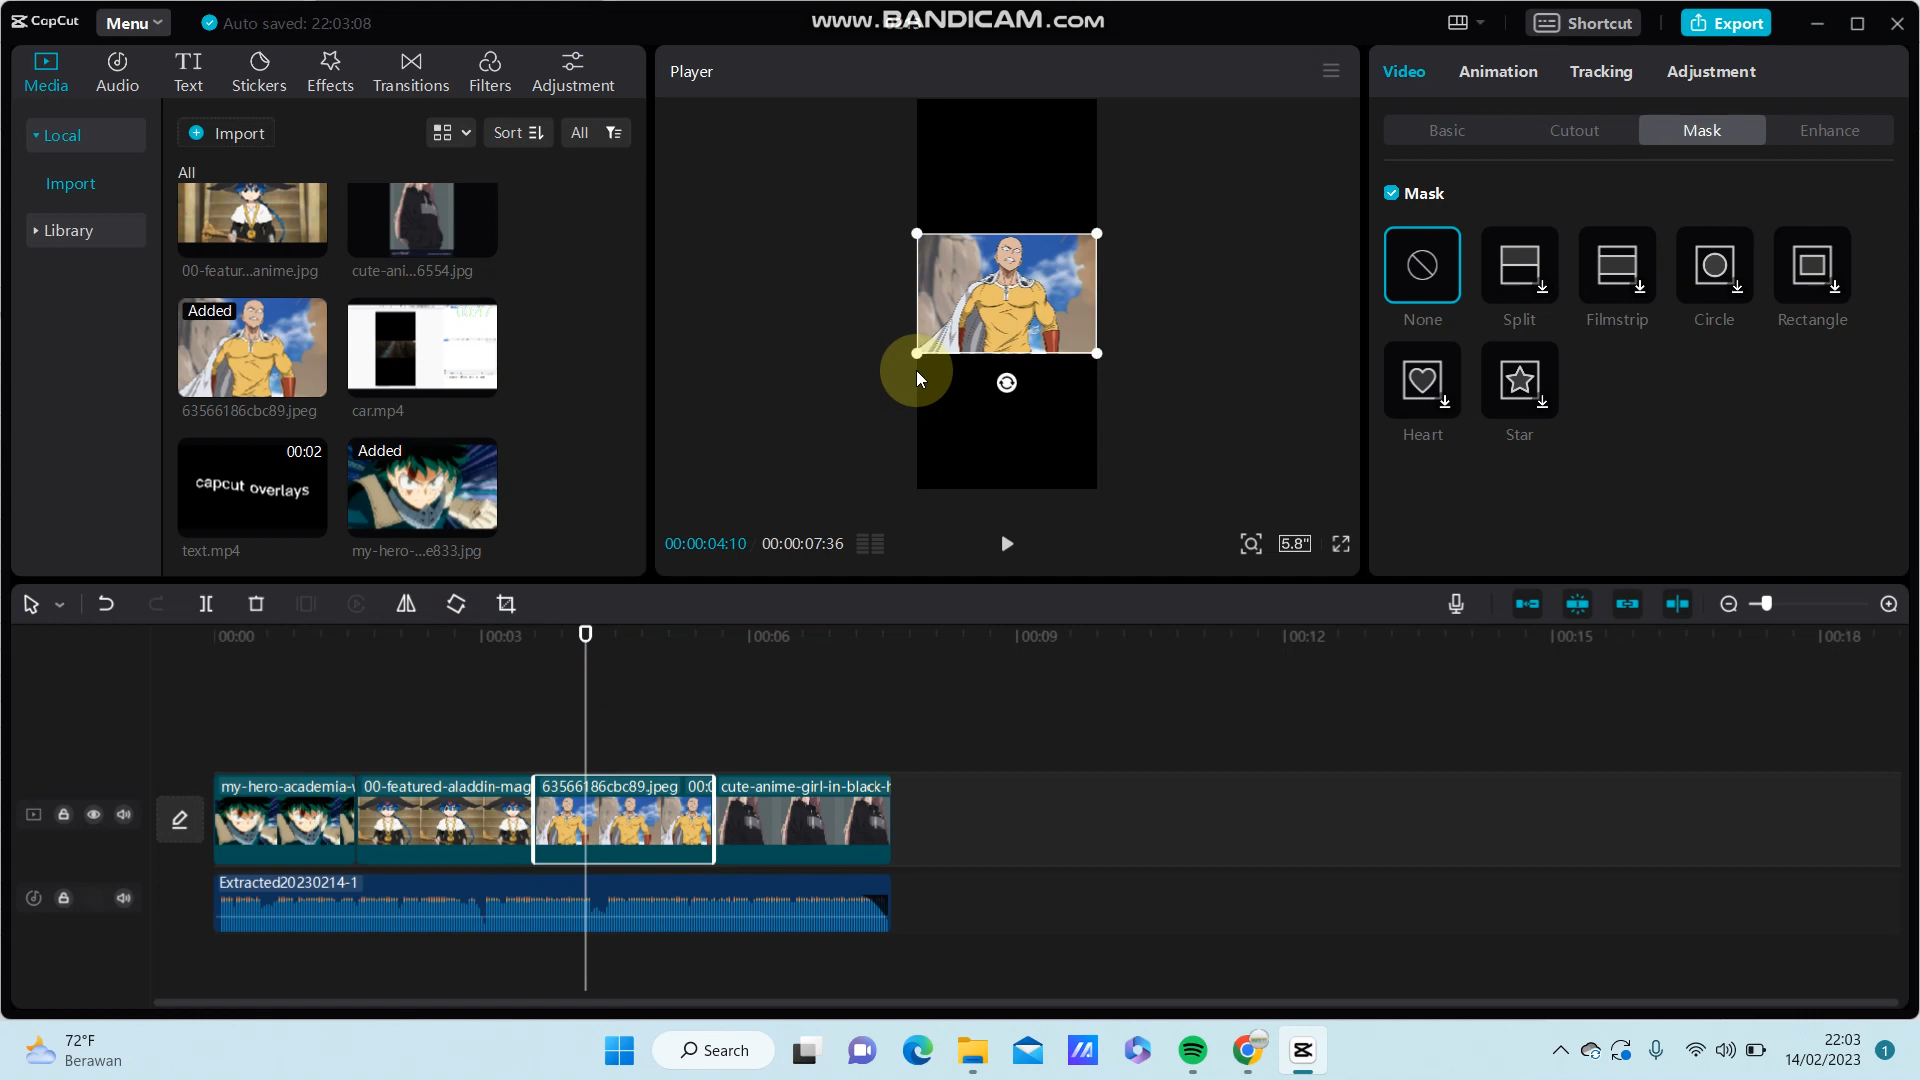 CapCut
Menu
Auto saved: 22:03:08
www.BANDICAM.com
Shortcut
Export
Media
Audio
Text
Stickers
Effects
Transitions
Filters
Adjustment
Player
Video
Animation
Tracking
Adjustment
Local
Import
Sort
All
Basic
Cutout
Mask
Enhance
All
Import
Mask
Library
00-featur...anime.jpg
cute-ani...6554.jpg
Added
None
Split
Filmstrip
Circle
Rectangle
63566186cbc89.jpeg
car.mp4
00:02
Added
capcut overlays
Heart
Star
text.mp4
my-hero-...e833.jpg
00:00:04:10
00:00:07:36
5.8"
00:00
00:03
00:06
00:09
00:12
00:15
00:18
my-hero-academia-
00-featured-aladdin-mag
63566186cbc89.jpeg
cute-anime-girl-in-black-h
Extracted20230214-1
72°F
Berawan
Search
22:03
14/02/2023
1